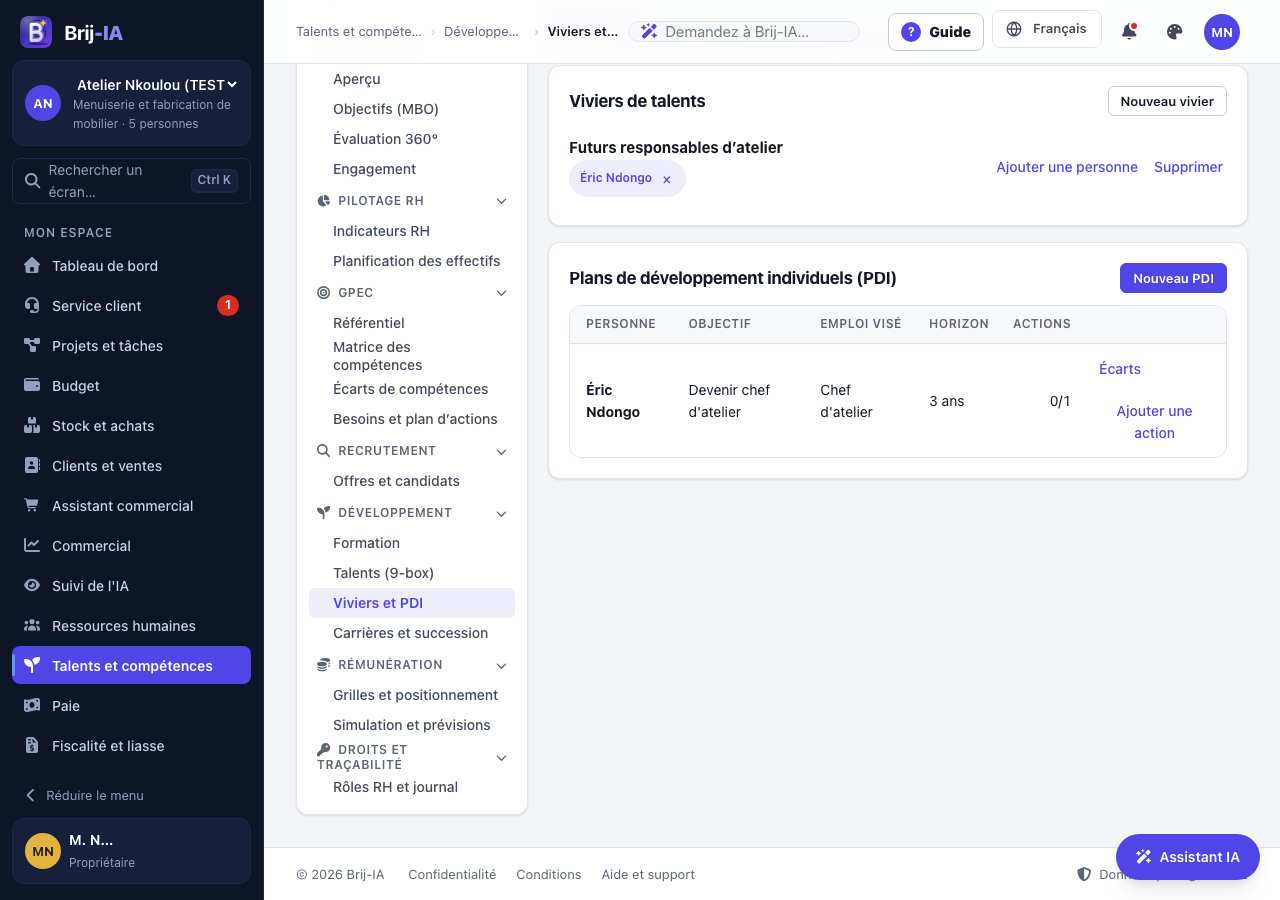 Brij-IA
AN
Atelier Nkoulou (TEST
Menuiserie et fabrication de
mobilier · 5 personnes
Rechercher un
écran...
Ctrl K
MON ESPACE
Tableau de bord
Service client
1
Projets et tâches
Budget
Stock et achats
Clients et ventes
Assistant commercial
Commercial
Suivi de l'IA
Ressources humaines
Talents et compétences
Paie
Fiscalité et liasse
Réduire le menu
MN
M. N...
Propriétaire
Talents et compéte... › Développe... › Viviers et...
Demandez à Brij-IA...
? Guide
Français
MN
Aperçu
Objectifs (MBO)
Évaluation 360°
Engagement
PILOTAGE RH
Indicateurs RH
Planification des effectifs
GPEC
Référentiel
Matrice des
compétences
Écarts de compétences
Besoins et plan d’actions
RECRUTEMENT
Offres et candidats
DÉVELOPPEMENT
Formation
Talents (9-box)
Viviers et PDI
Carrières et succession
RÉMUNÉRATION
Grilles et positionnement
Simulation et prévisions
DROITS ET
TRAÇABILITÉ
Rôles RH et journal
Viviers de talents
Nouveau vivier
Futurs responsables d’atelier
Éric Ndongo ×
Ajouter une personne
Supprimer
Plans de développement individuels (PDI)
Nouveau PDI
PERSONNE OBJECTIF EMPLOI VISÉ HORIZON ACTIONS
Éric
Ndongo
Devenir chef
d'atelier
Chef
d'atelier
3 ans
0/1
Écarts
Ajouter une
action
© 2026 Brij-IA
Confidentialité
Conditions
Aide et support
Assistant IA